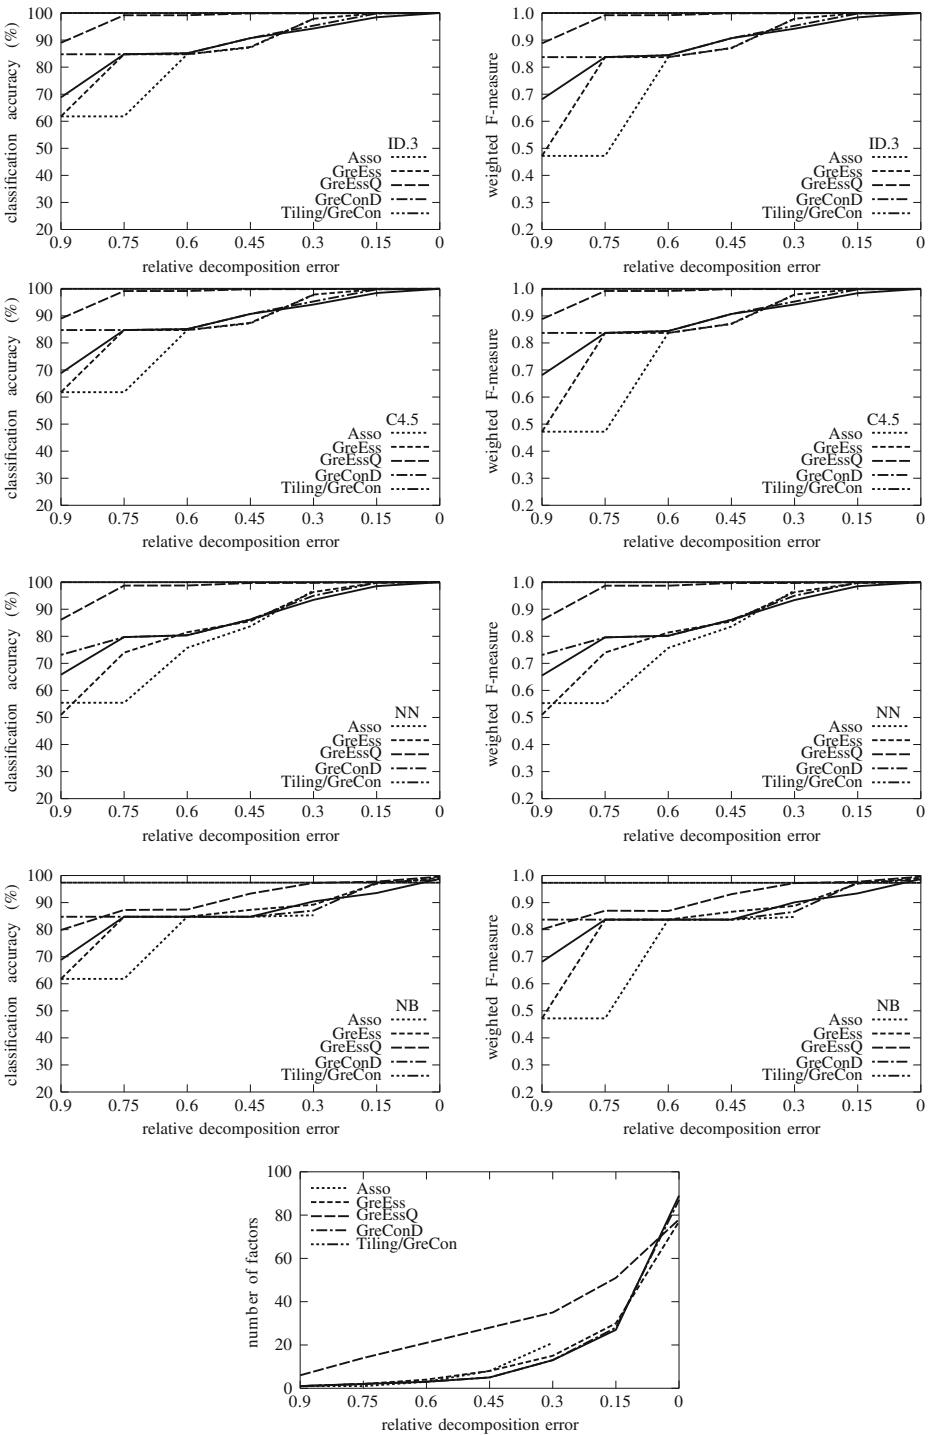 classification accuracy (%)
100
90
80
70
60
50
40
30
20
ID.3
Asso
GreEss
GreEssQ
GreConD
Tiling/GreCon
0.9 0.75 0.6 0.45 0.3 0.15 0
relative decomposition error
weighted F-measure
1.0
0.9
0.8
0.7
0.6
0.5
0.4
0.3
0.2
ID.3
Asso
GreEss
GreEssQ
GreConD
Tiling/GreCon
0.9 0.75 0.6 0.45 0.3 0.15 0
relative decomposition error
classification accuracy (%)
100
90
80
70
60
50
40
30
20
C4.5
Asso
GreEss
GreEssQ
GreConD
Tiling/GreCon
0.9 0.75 0.6 0.45 0.3 0.15 0
relative decomposition error
weighted F-measure
1.0
0.9
0.8
0.7
0.6
0.5
0.4
0.3
0.2
C4.5
Asso
GreEss
GreEssQ
GreConD
Tiling/GreCon
0.9 0.75 0.6 0.45 0.3 0.15 0
relative decomposition error
classification accuracy (%)
100
90
80
70
60
50
40
30
20
NN
Asso
GreEss
GreEssQ
GreConD
Tiling/GreCon
0.9 0.75 0.6 0.45 0.3 0.15 0
relative decomposition error
weighted F-measure
1.0
0.9
0.8
0.7
0.6
0.5
0.4
0.3
0.2
NN
Asso
GreEss
GreEssQ
GreConD
Tiling/GreCon
0.9 0.75 0.6 0.45 0.3 0.15 0
relative decomposition error
classification accuracy (%)
100
90
80
70
60
50
40
30
20
NB
Asso
GreEss
GreEssQ
GreConD
Tiling/GreCon
0.9 0.75 0.6 0.45 0.3 0.15 0
relative decomposition error
weighted F-measure
1.0
0.9
0.8
0.7
0.6
0.5
0.4
0.3
0.2
NB
Asso
GreEss
GreEssQ
GreConD
Tiling/GreCon
0.9 0.75 0.6 0.45 0.3 0.15 0
relative decomposition error
number of factors
100
80
60
40
20
0
Asso
GreEss
GreEssQ
GreConD
Tiling/GreCon
0.9 0.75 0.6 0.45 0.3 0.15 0
relative decomposition error